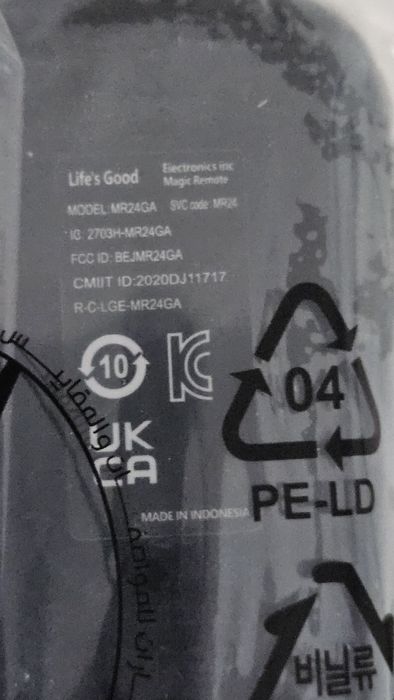 Life's Good Electronics inc
Magic Remote
MODEL: MR24GA SVC code: MR24
IC: 2703H-MR24GA
FCC ID: BEJMR24GA
CMIIT ID:2020DJ11717
R-C-LGE-MR24GA
10
KC
04
UK
CA
PE-LD
MADE IN INDONESIA
비닐류